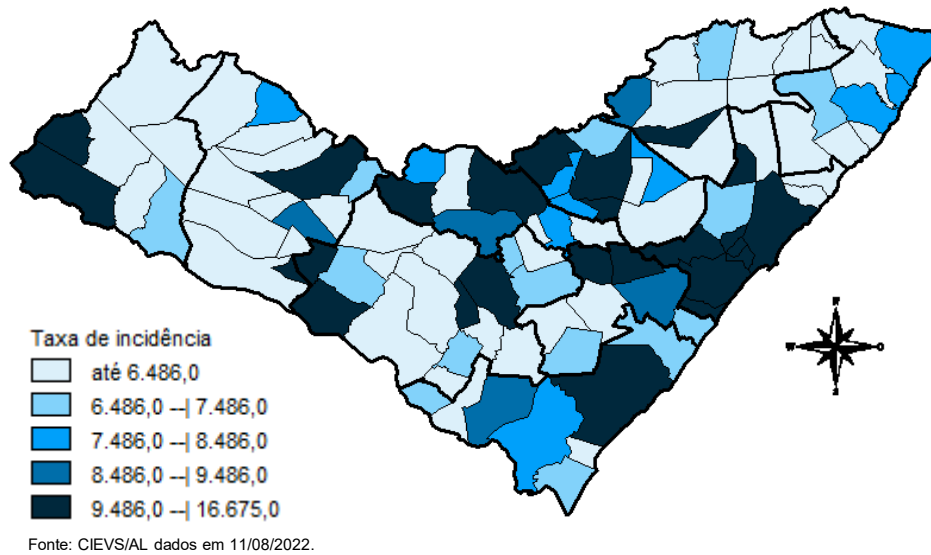 W O
Taxa de incidência
até 6.486,0
6.486,0 --| 7.486,0
7.486,0 --| 8.486,0
8.486,0 --| 9.486,0
9.486,0 --| 16.675,0
Fonte: CIEVS/AL dados em 11/08/2022.